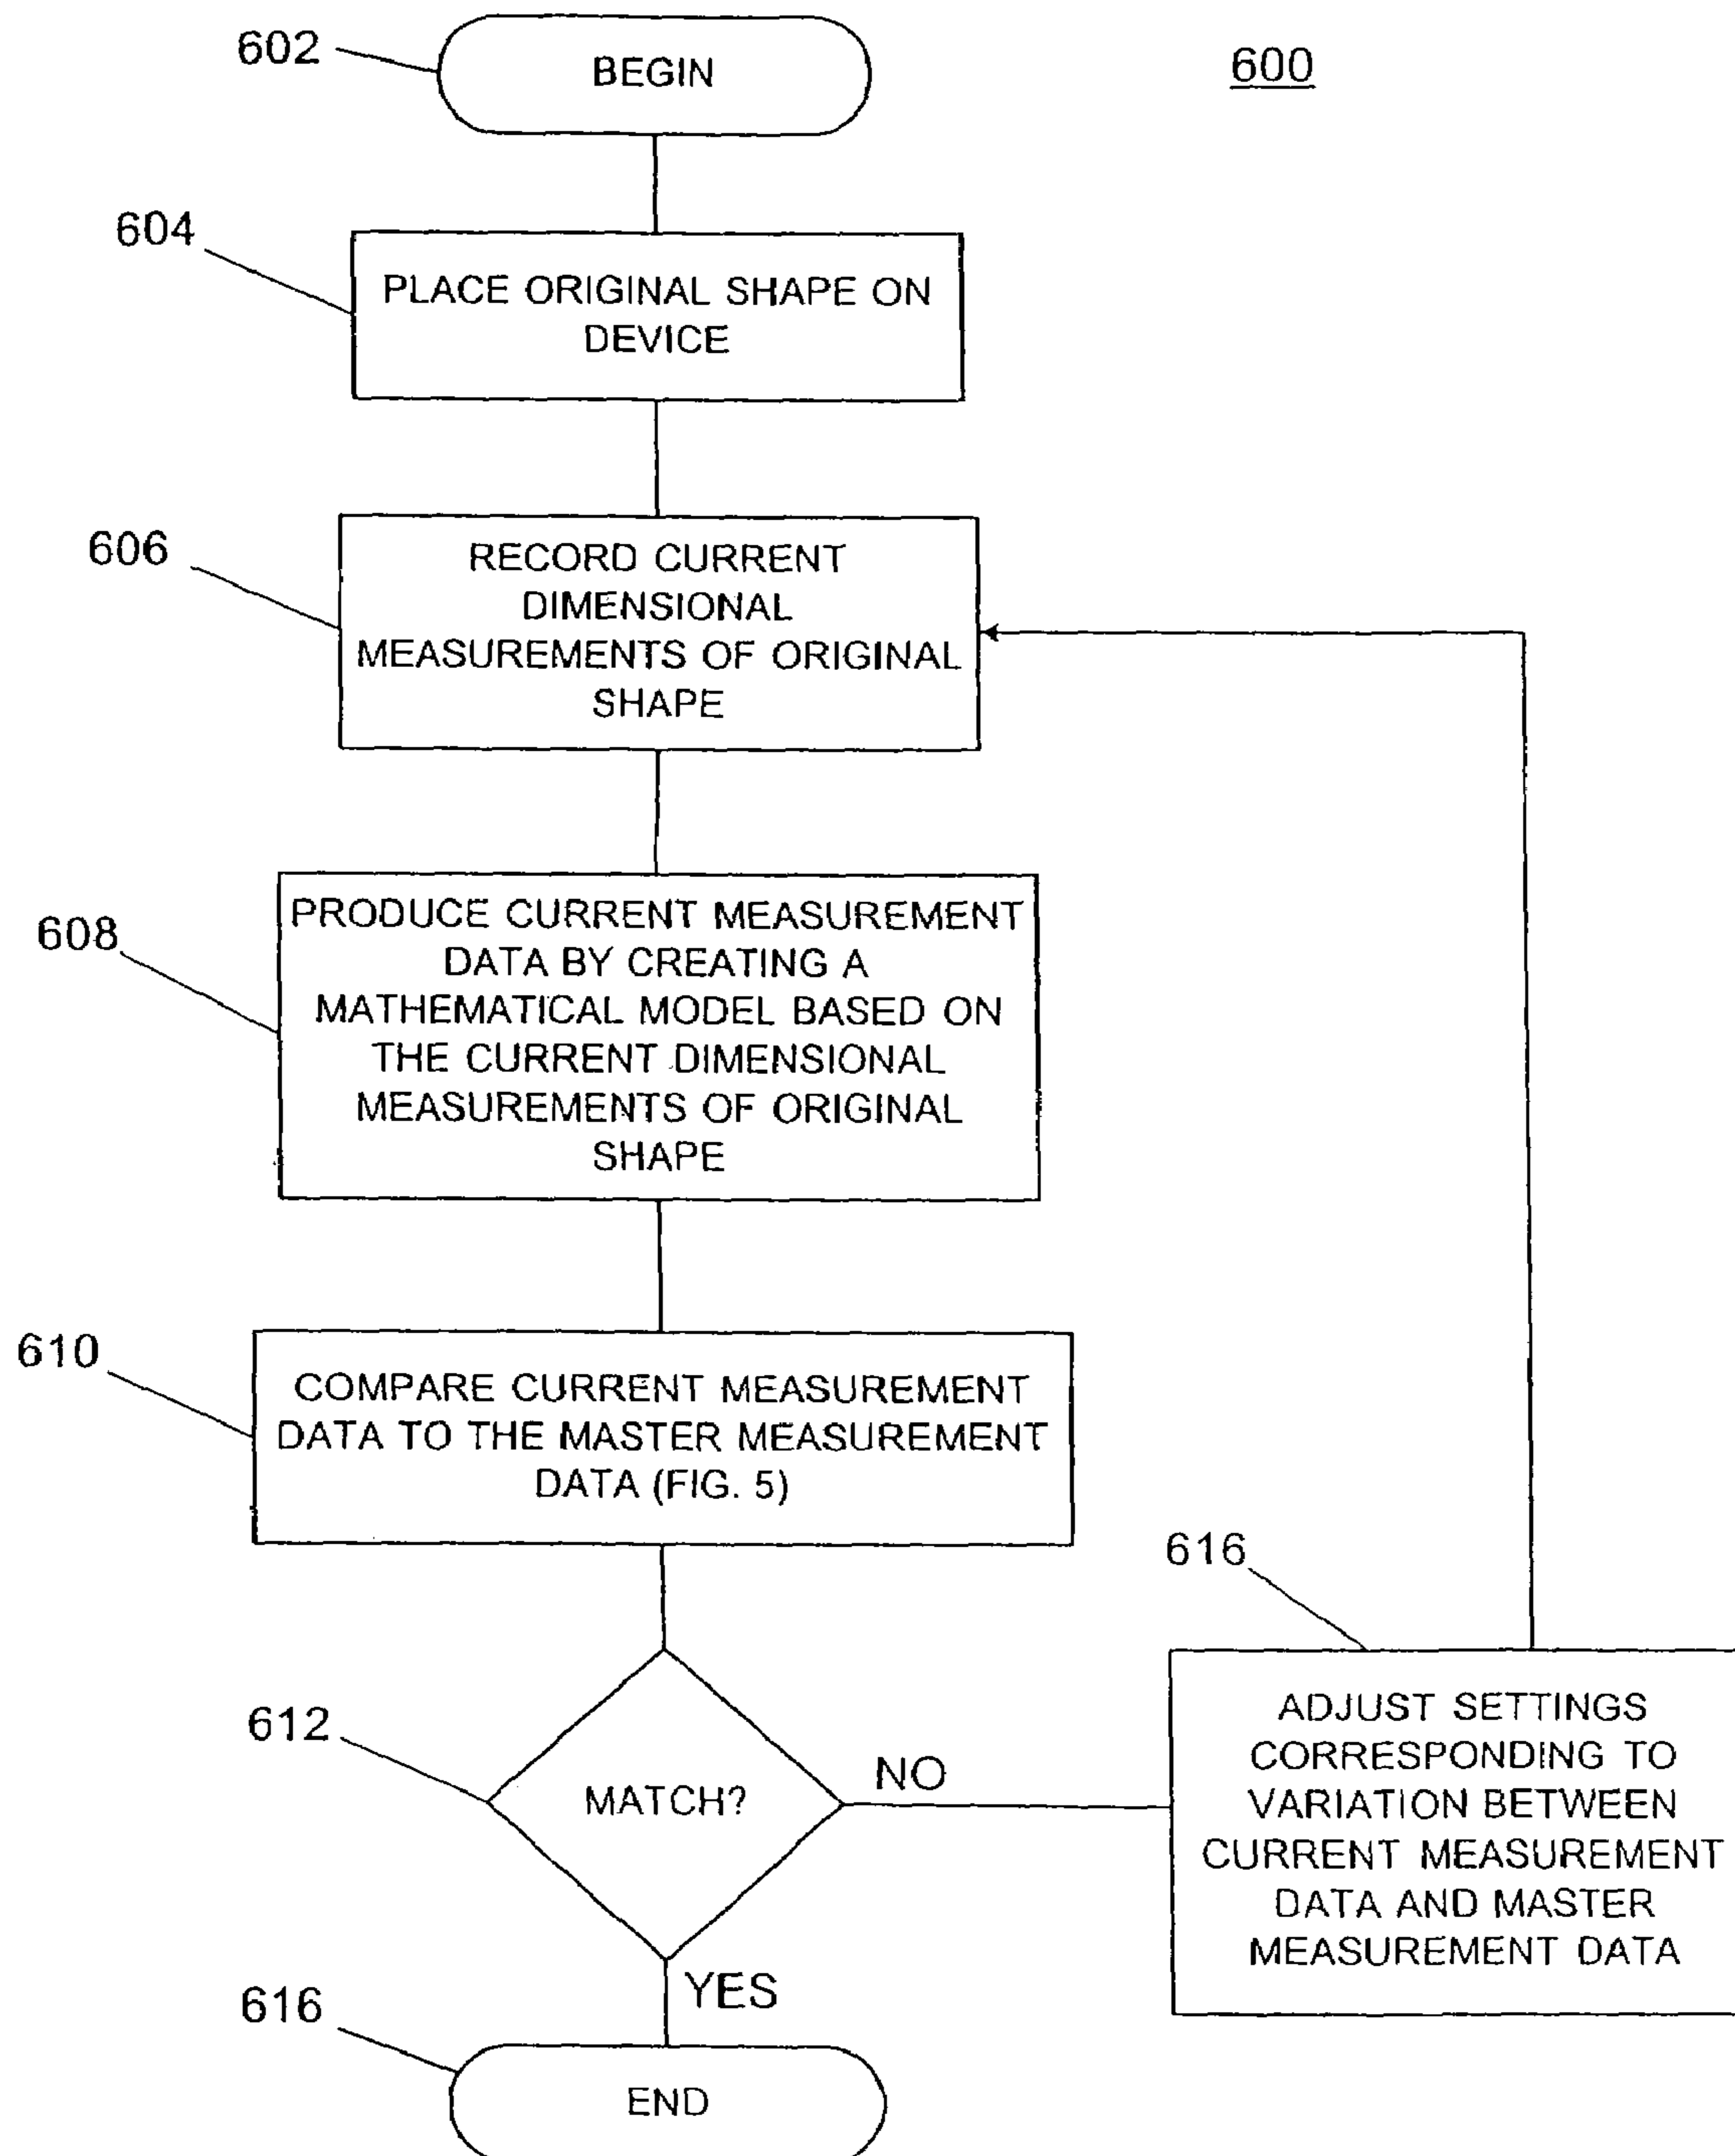 602
BEGIN
600
604
PLACE ORIGINAL SHAPE ON
DEVICE
606
RECORD CURRENT
DIMENSIONAL
MEASUREMENTS OF ORIGINAL
SHAPE
608
PRODUCE CURRENT MEASUREMENT
DATA BY CREATING A
MATHEMATICAL MODEL BASED ON
THE CURRENT DIMENSIONAL
MEASUREMENTS OF ORIGINAL
SHAPE
610
COMPARE CURRENT MEASUREMENT
DATA TO THE MASTER MEASUREMENT
DATA (FIG. 5)
612
MATCH?
NO
616
ADJUST SETTINGS
CORRESPONDING TO
VARIATION BETWEEN
CURRENT MEASUREMENT
DATA AND MASTER
MEASUREMENT DATA
YES
616
END